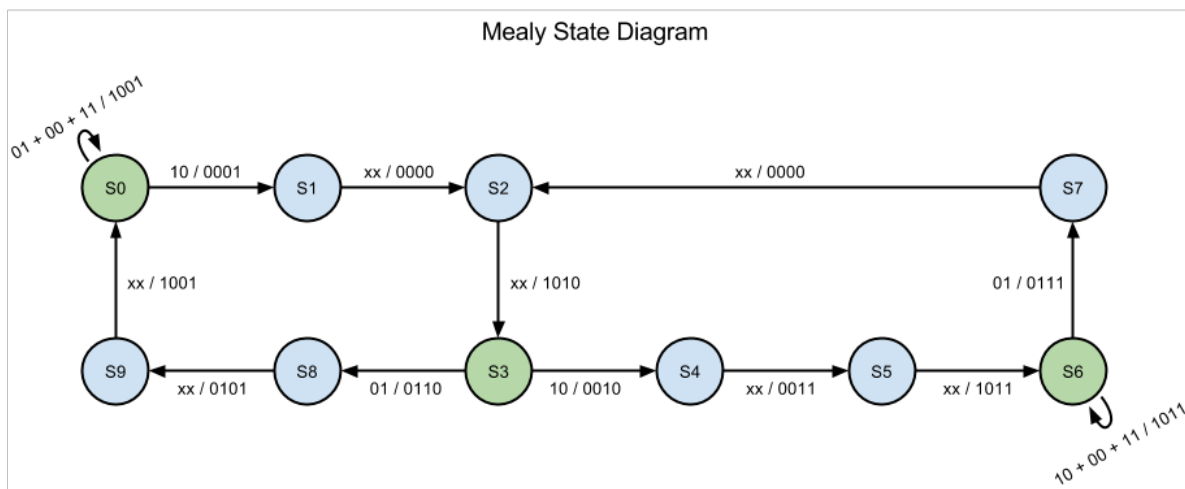 Mealy State Diagram
01 + 00 + 11 / 1001
S0
10 / 0001
S1
xx / 0000
S2
xx / 0000
S7
xx / 1001
xx / 1010
01 / 0111
S9
xx / 0101
S8
01 / 0110
S3
10 / 0010
S4
xx / 0011
S5
xx / 1011
S6
10 + 00 + 11 / 1011